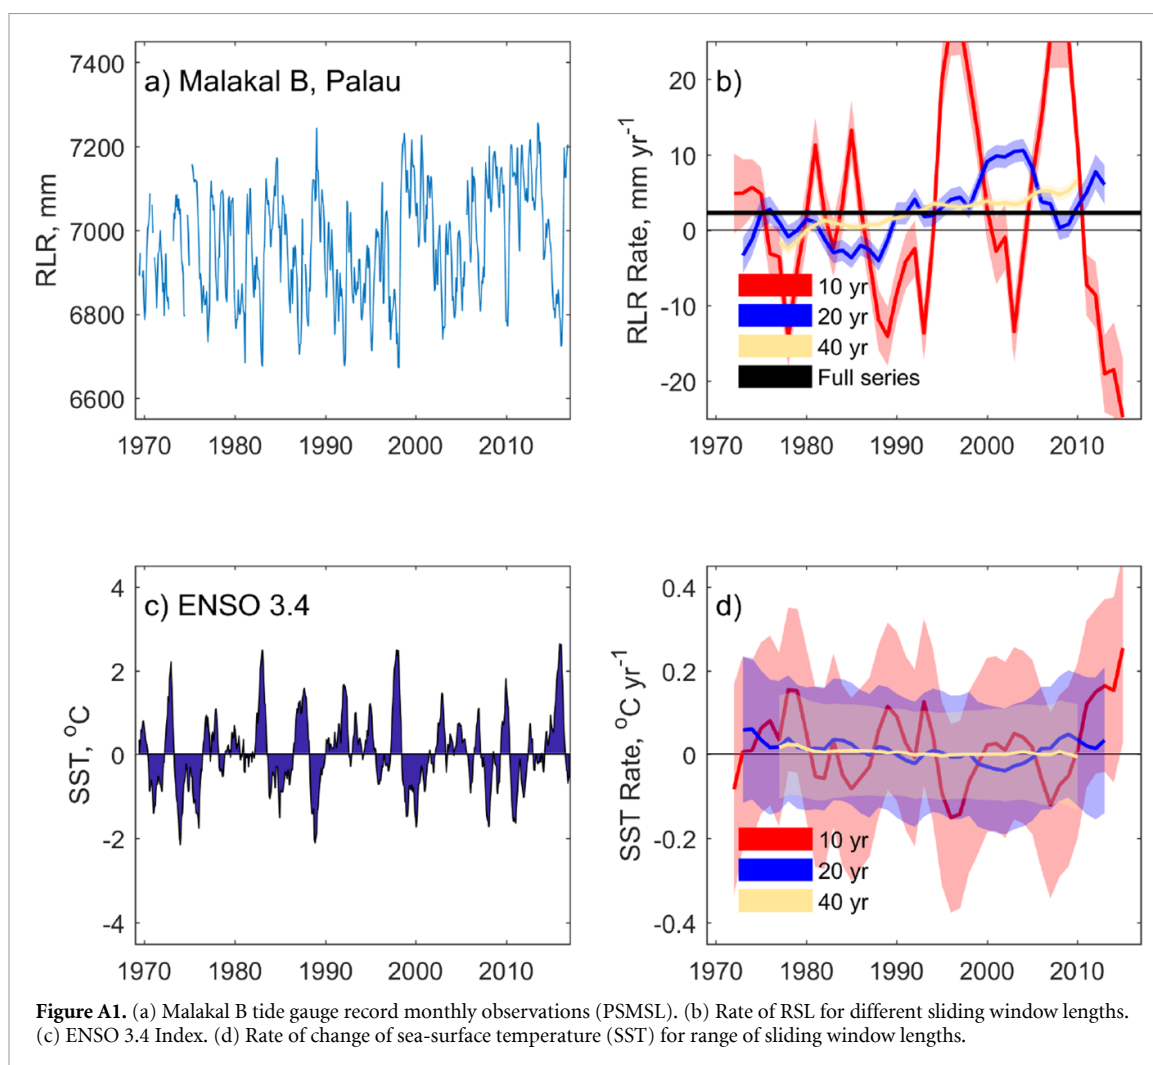 a) Malakal B, Palau
7400
7200
7000
6800
6600
RLR, mm
1970 1980 1990 2000 2010
b)
20
10
0
-10
-20
RLR Rate, mm yr-1
10 yr
20 yr
40 yr
Full series
1970 1980 1990 2000 2010
c) ENSO 3.4
4
2
0
-2
-4
SST, oC
1970 1980 1990 2000 2010
d)
0.4
0.2
0
-0.2
-0.4
SST Rate, oC yr-1
10 yr
20 yr
40 yr
1970 1980 1990 2000 2010
Figure A1. (a) Malakal B tide gauge record monthly observations (PSMSL). (b) Rate of RSL for different sliding window lengths.
(c) ENSO 3.4 Index. (d) Rate of change of sea-surface temperature (SST) for range of sliding window lengths.